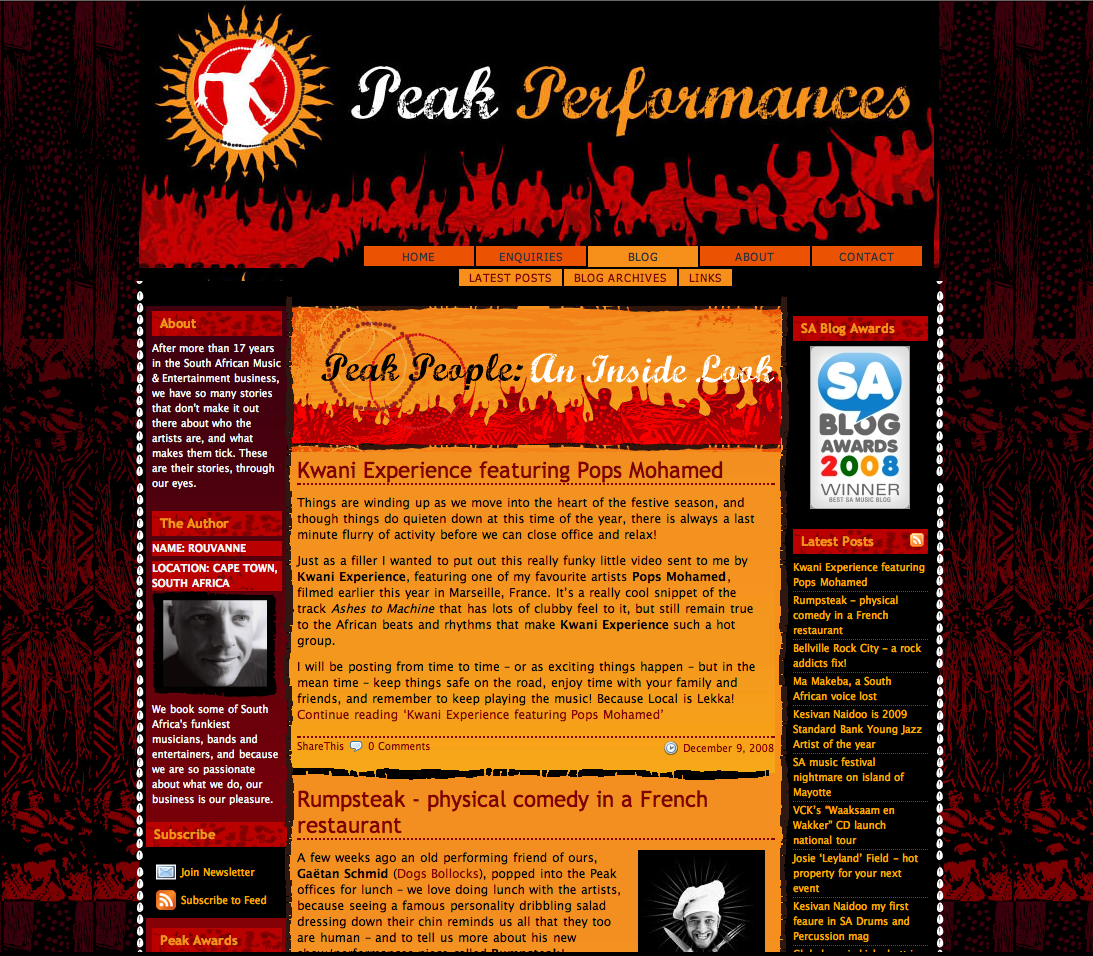 Peak Performances
HOME
ENQUIRIES
BLOG
ABOUT
CONTACT
LATEST POSTS
BLOG ARCHIVES
LINKS
About
After more than 17 years
in the South African Music
& Entertainment business,
we have so many stories
that don't make it out
there about who the
artists are, and what
makes them tick. These
are their stories, through
our eyes.
The Author
NAME: ROUVANNE
LOCATION: CAPE TOWN,
SOUTH AFRICA
We book some of South
Africa's funkiest
musicians, bands and
entertainers, and because
we are so passionate
about what we do, our
business is our pleasure.
Subscribe
Join Newsletter
Subscribe to Feed
Peak Awards
Peak People: An Inside Look
Kwani Experience featuring Pops Mohamed
Things are winding up as we move into the heart of the festive season, and
though things do quieten down at this time of the year, there is always a last
minute flurry of activity before we can close office and relax!
Just as a filler I wanted to put out this really funky little video sent to me by
Kwani Experience, featuring one of my favourite artists Pops Mohamed,
filmed earlier this year in Marseille, France. It's a really cool snippet of the
track Ashes to Machine that has lots of clubby feel to it, but still remain true
to the African beats and rhythms that make Kwani Experience such a hot
group.
I will be posting from time to time – or as exciting things happen – but in the
mean time – keep things safe on the road, enjoy time with your family and
friends, and remember to keep playing the music! Because Local is Lekka!
Continue reading ‘Kwani Experience featuring Pops Mohamed’
ShareThis 0 Comments
December 9, 2008
Rumpsteak - physical comedy in a French
restaurant
A few weeks ago an old performing friend of ours,
Gaëtan Schmid (Dogs Bollocks), popped into the Peak
offices for lunch – we love doing lunch with the artists,
because seeing a famous personality dribbling salad
dressing down their chin reminds us all that they too
are human – and to tell us more about his new
SA Blog Awards
SA
BLOG
AWARDS
2008
WINNER
BEST SA MUSIC BLOG
Latest Posts
Kwani Experience featuring
Pops Mohamed
Rumpsteak – physical
comedy in a French
restaurant
Bellville Rock City – a rock
addicts fix!
Ma Makeba, a South
African voice lost
Kesivan Naidoo is 2009
Standard Bank Young Jazz
Artist of the year
SA music festival
nightmare on island of
Mayotte
VCK's “Waaksaam en
Wakker” CD launch
national tour
Josie ‘Leyland’ Field – hot
property for your next
event
Kesivan Naidoo my first
feaure in SA Drums and
Percussion mag